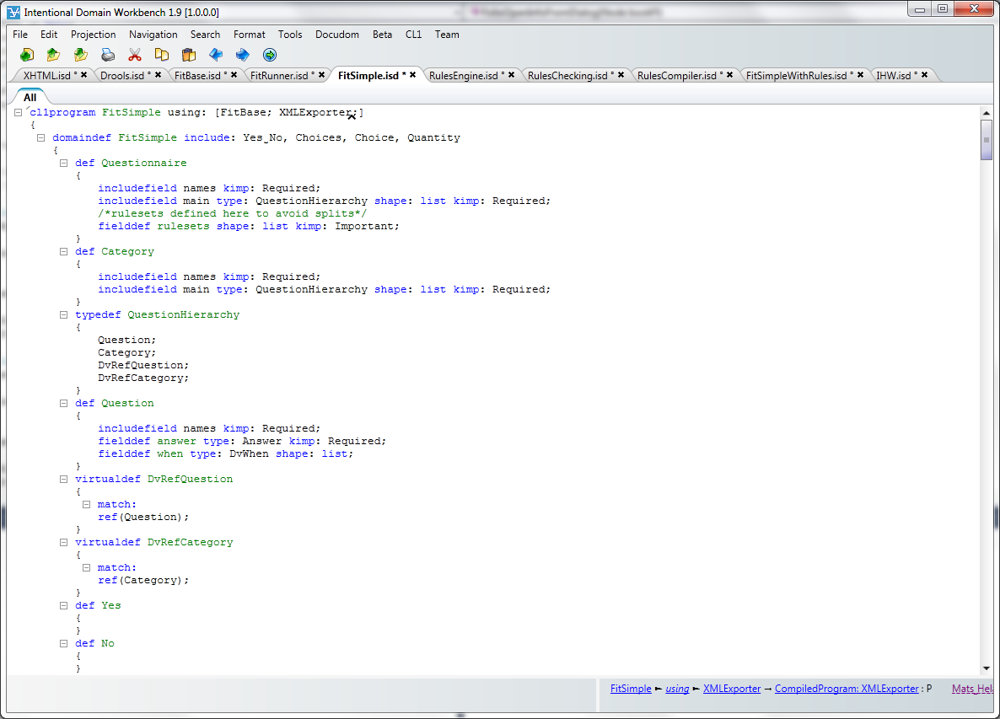 Intentional Domain Workbench 1.9 [1.0.0.0]
File Edit Projection Navigation Search Format Tools Docudom Beta CL1 Team
XHTML.isd * Drools.isd * FitBase.isd * FitRunner.isd * FitSimple.isd * RulesEngine.isd * RulesChecking.isd * RulesCompiler.isd * FitSimpleWithRules.isd * IHW.isd *
All
cl1program FitSimple using: [FitBase; XMLExporter;]
{
domaindef FitSimple include: Yes_No, Choices, Choice, Quantity
{
def Questionnaire
{
includefield names kimp: Required;
includefield main type: QuestionHierarchy shape: list kimp: Required;
/*rulesets defined here to avoid splits*/
fielddef rulesets shape: list kimp: Important;
}
def Category
{
includefield names kimp: Required;
includefield main type: QuestionHierarchy shape: list kimp: Required;
}
typedef QuestionHierarchy
{
Question;
Category;
DvRefQuestion;
DvRefCategory;
}
def Question
{
includefield names kimp: Required;
fielddef answer type: Answer kimp: Required;
fielddef when type: DvWhen shape: list;
}
virtualdef DvRefQuestion
{
match:
ref(Question);
}
virtualdef DvRefCategory
{
match:
ref(Category);
}
def Yes
{
}
def No
{
}
FitSimple ► using ► XMLExporter → CompiledProgram: XMLExporter : P Mats_Hela